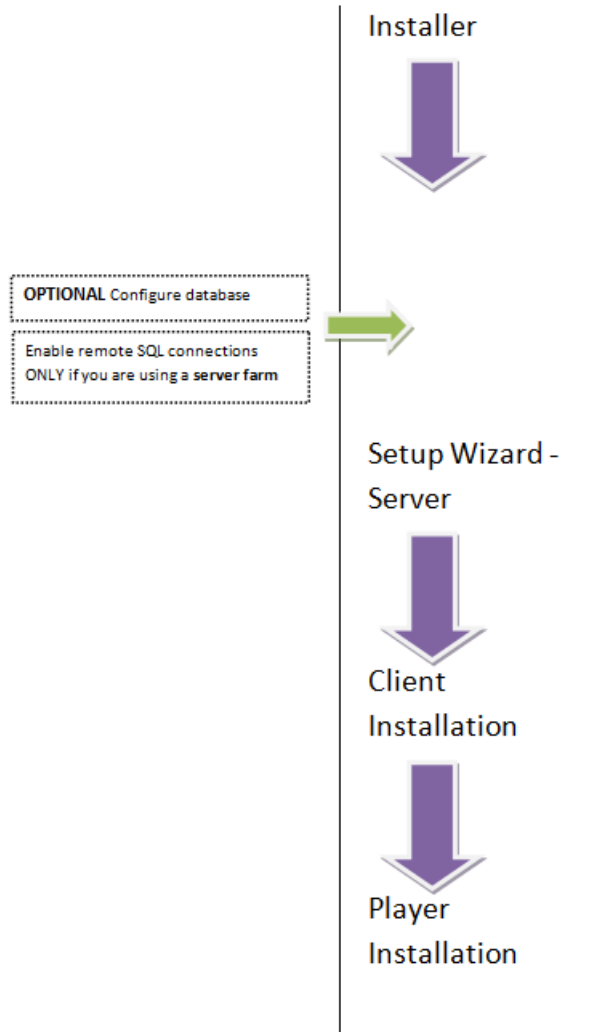 Installer
OPTIONAL Configure database
Enable remote SQL connections
ONLY if you are using a server farm
Setup Wizard -
Server
Client
Installation
Player
Installation